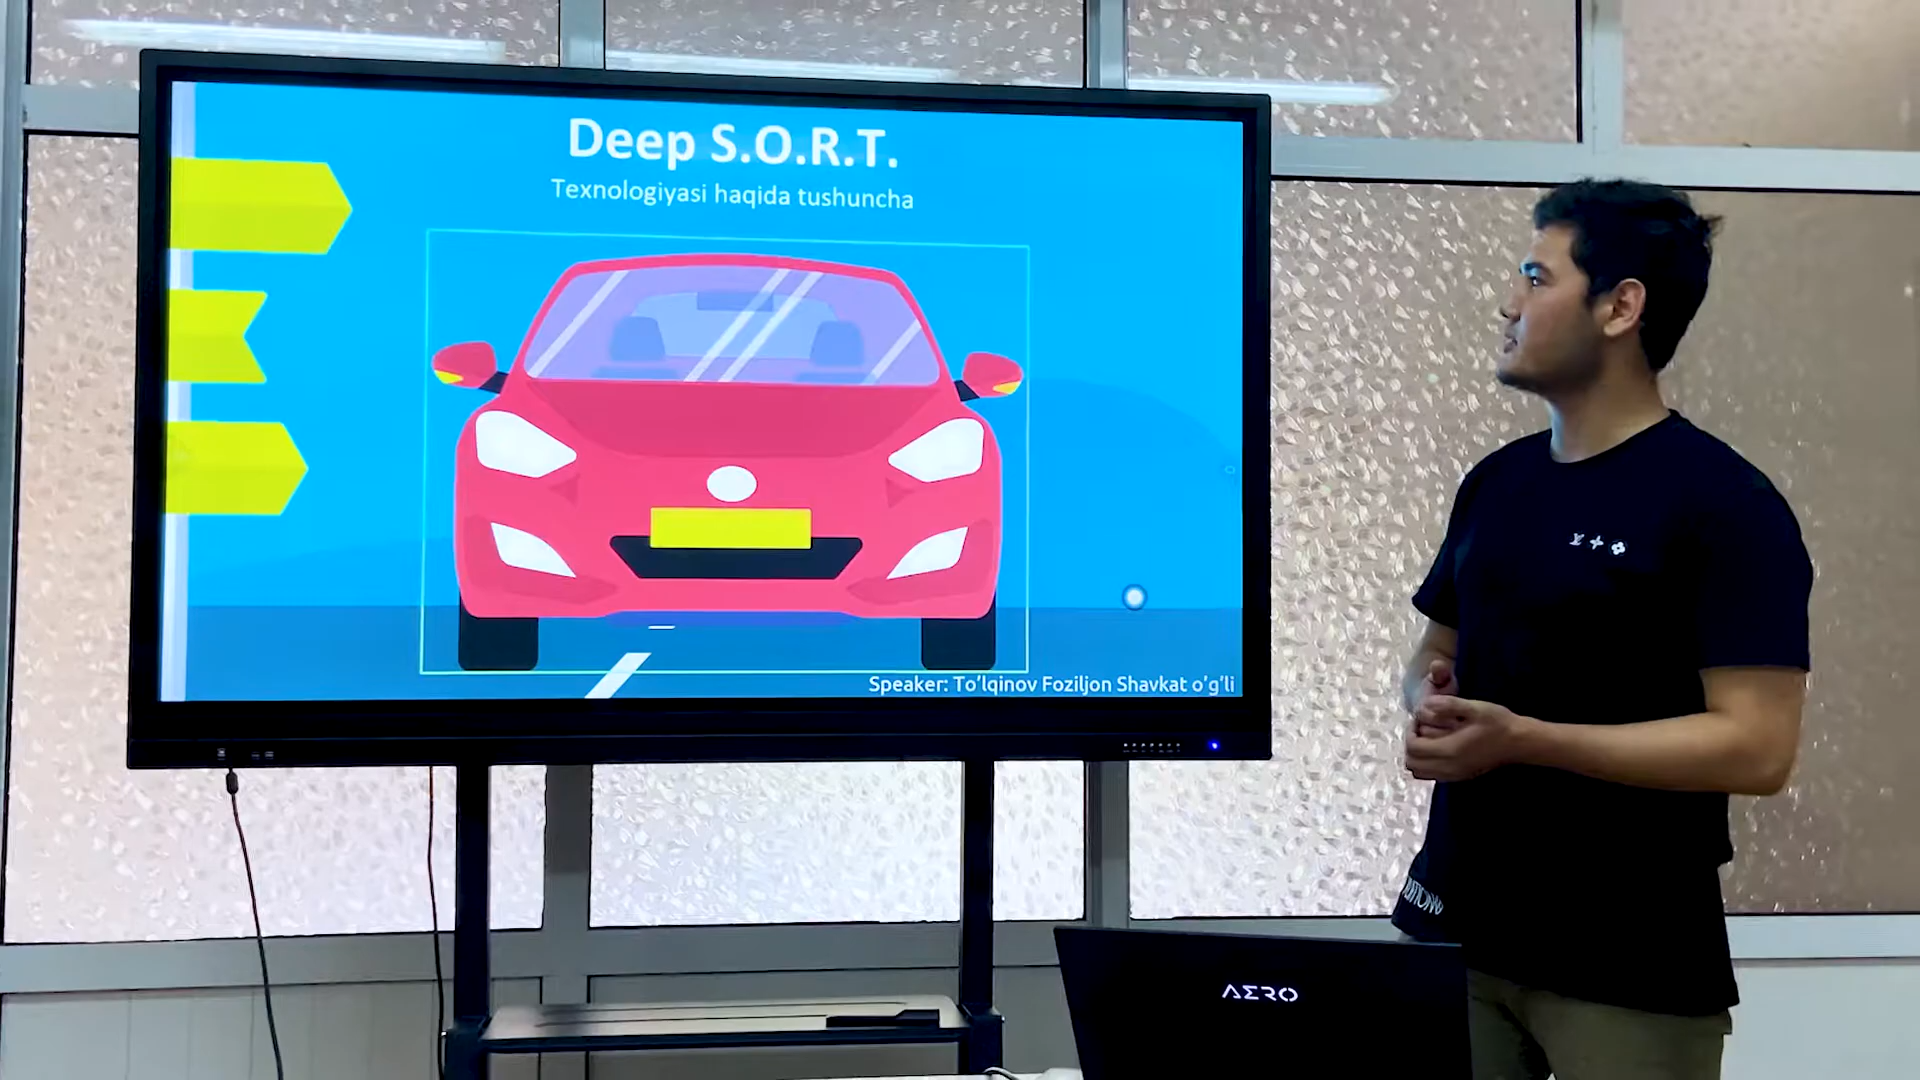 Deep S.O.R.T.
Texnologiyasi haqida tushuncha
Speaker: To'lqinov Foziljon Shavkat o'g'li
AERO